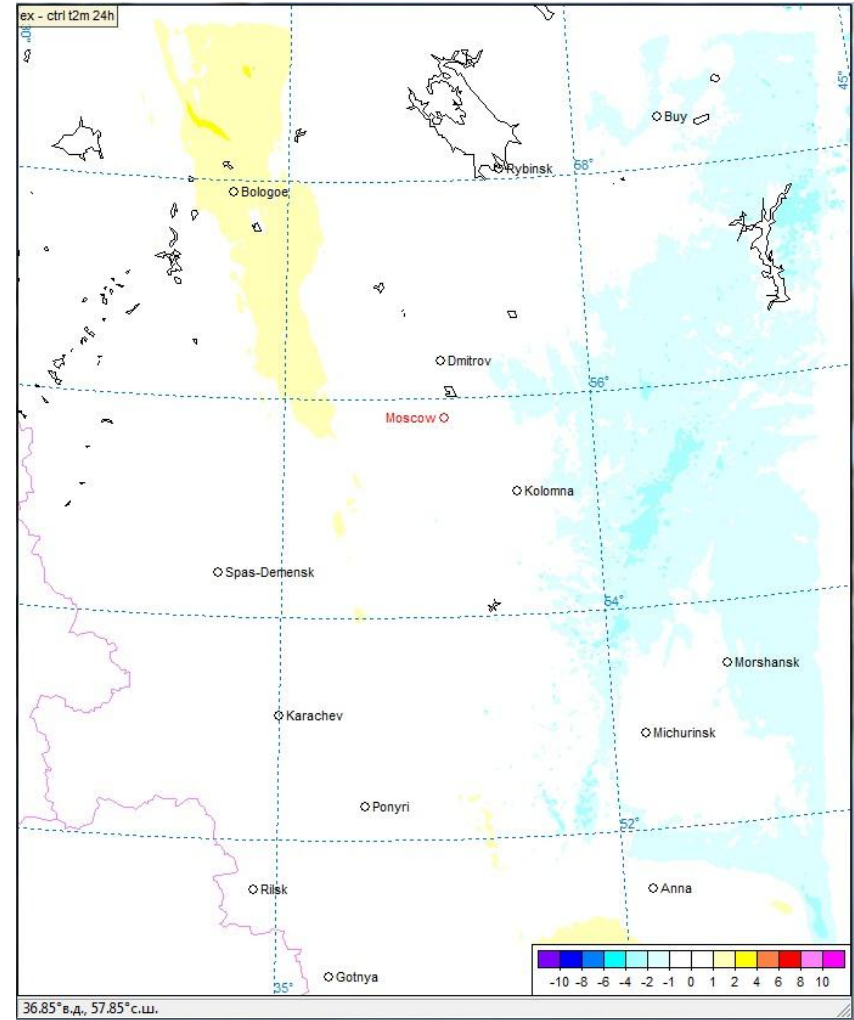 ex - ctrl t2m 24h
30°
45°
Buy
58°
Rybinsk
Bologoe
Dmitrov
56°
Moscow
Kolomna
Spas-Demensk
54°
Morshansk
Karachev
Michurinsk
Ponyri
52°
Rilsk
Anna
Gotnya
35°
-10 -8 -6 -4 -2 -1 0 1 2 4 6 8 10
36.85°в.д., 57.85°с.ш.